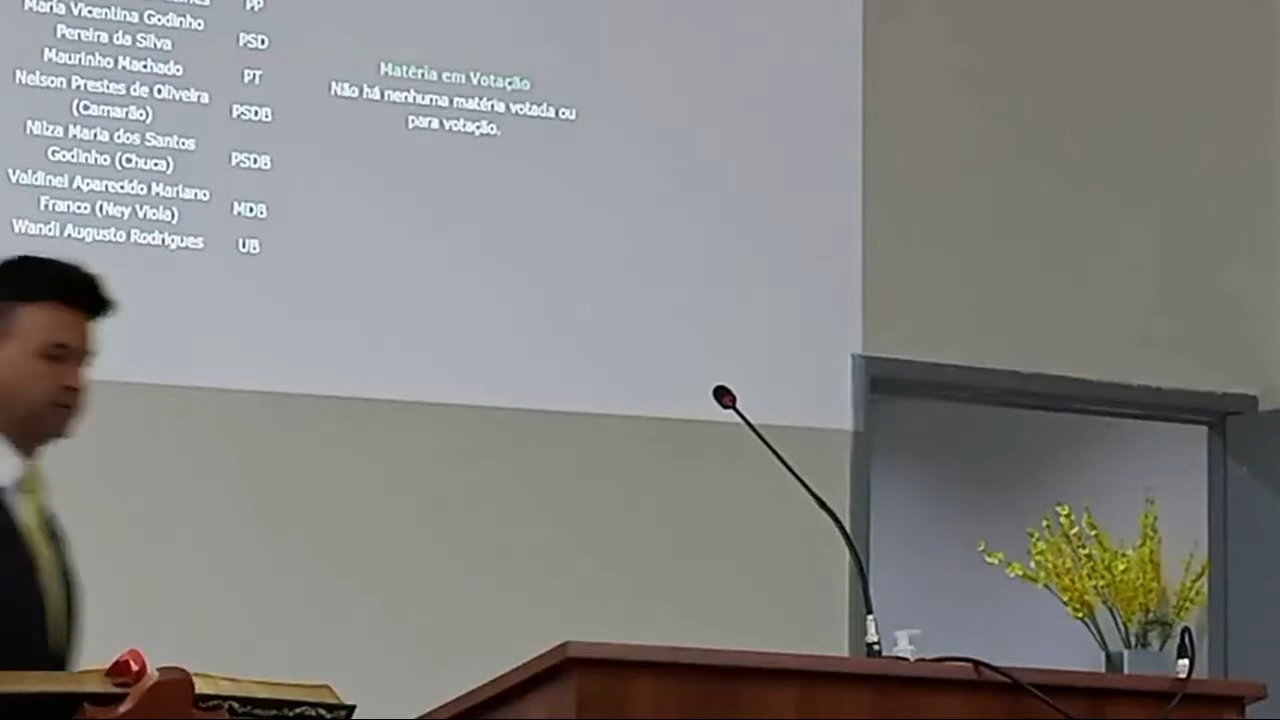 PP
Maria Vicentina Godinho
Pereira da Silva PSD
Maurinho Machado PT
Nelson Prestes de Oliveira
(Camarão) PSDB
Nilza Maria dos Santos
Godinho (Chuca) PSDB
Valdinei Aparecido Mariano
Franco (Ney Viola) MDB
Wandi Augusto Rodrigues UB
Matéria em Votação
Não há nenhuma matéria votada ou
para votação.